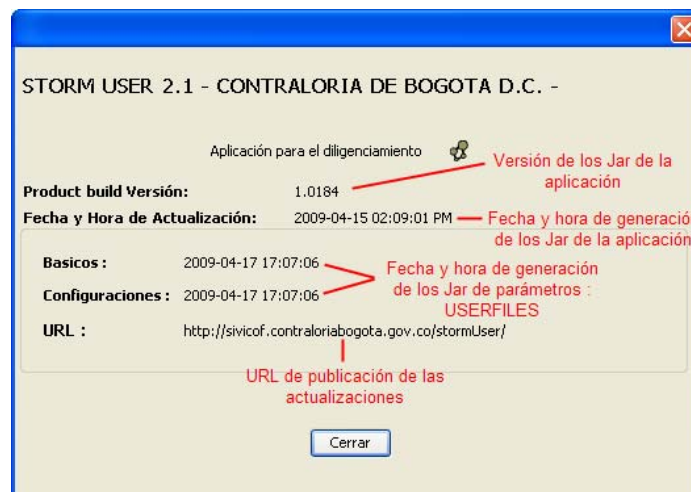 STORM USER 2.1 - CONTRALORIA DE BOGOTA D.C. -
Aplicación para el diligenciamiento
Versión de los Jar de la
aplicación
Product build Versión: 1.0184
Fecha y Hora de Actualización: 2009-04-15 02:09:01 PM
Fecha y hora de generació
de los Jar de la aplicación
Basicos : 2009-04-17 17:07:06
Configuraciones : 2009-04-17 17:07:06
Fecha y hora de generación
de los Jar de parámetros :
USERFILES
URL : http://sivicof.contraloriabogota.gov.co/stormUser/
URL de publicación de las
actualizaciones
Cerrar